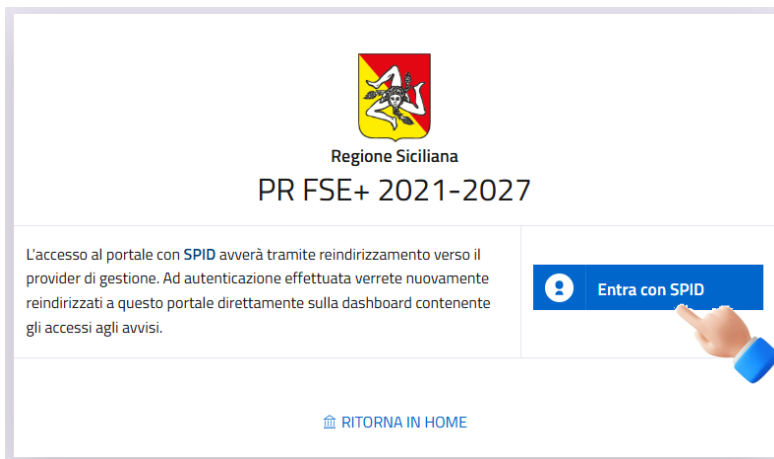 Regione Siciliana
PR FSE+ 2021-2027
L'accesso al portale con SPID avverà tramite reindirizzamento verso il
provider di gestione. Ad autenticazione effettuata verrete nuovamente
reindirizzati a questo portale direttamente sulla dashboard contenente
gli accessi agli avvisi.
Entra con SPID
RITORNA IN HOME